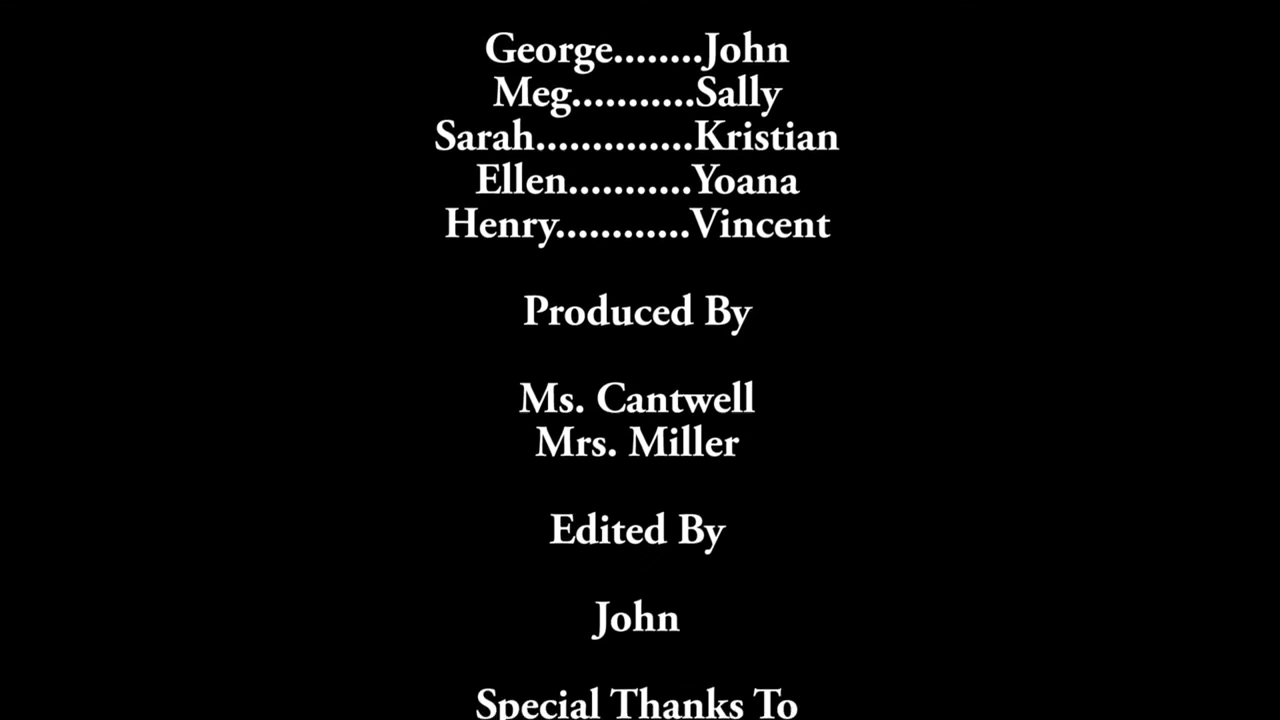 George........John
Meg...........Sally
Sarah..............Kristian
Ellen...........Yoana
Henry............Vincent
Produced By
Ms. Cantwell
Mrs. Miller
Edited By
John
Special Thanks To